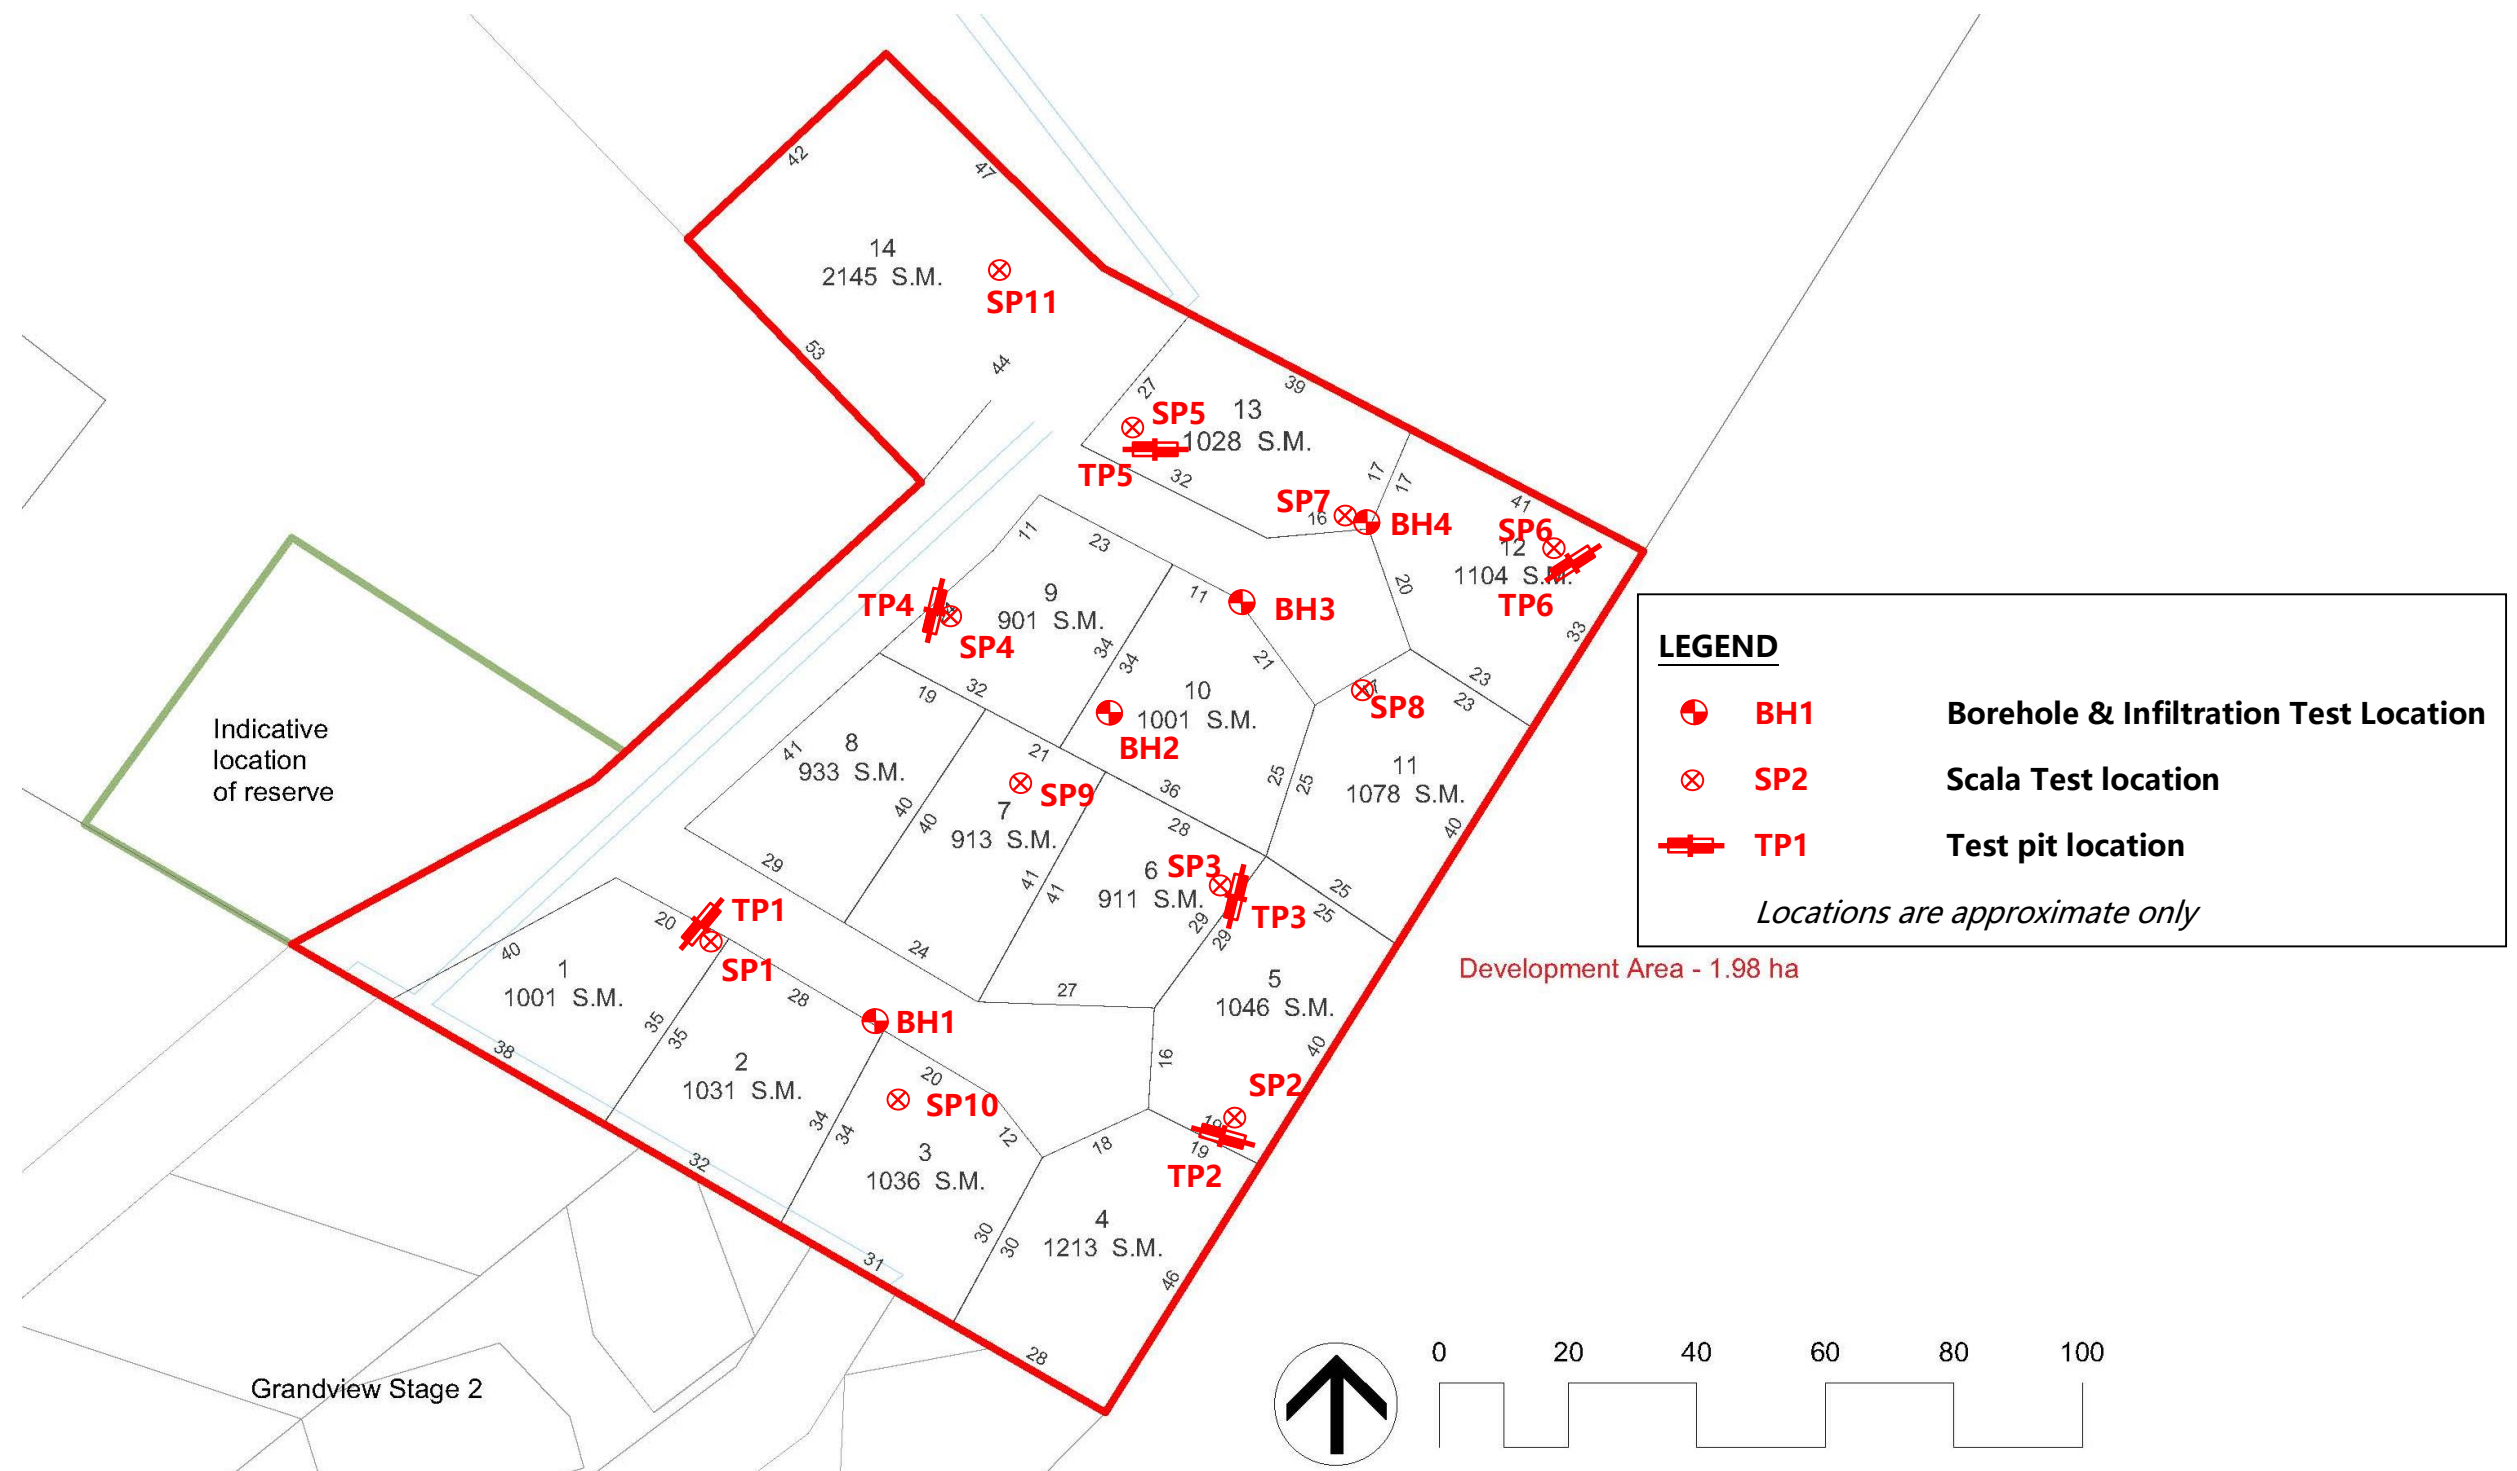 42
47
14
2145 S.M.
SP11
53
44
39
27
SP5
13
1028 S.M.
TP5
32
17
17
SP7
16
BH4
41
SP6
12
1104 S.M.
TP6
33
20
11
23
9
901 S.M.
TP4
SP4
11
BH3
34
34
21
10
1001 S.M.
BH2
23
23
SP8
19
32
8
933 S.M.
41
21
SP9
7
913 S.M.
40
40
36
28
25
25
11
1078 S.M.
40
Indicative
location
of reserve
29
41
41
6
911 S.M.
SP3
TP3
29
29
25
25
20
TP1
SP1
40
1
1001 S.M.
35
35
28
24
BH1
27
5
1046 S.M.
40
16
38
2
1031 S.M.
20
SP10
12
SP2
19
19
TP2
18
34
34
3
1036 S.M.
32
31
30
30
4
1213 S.M.
46
28
Development Area - 1.98 ha
Grandview Stage 2
LEGEND
BH1 Borehole & Infiltration Test Location
SP2 Scala Test location
TP1 Test pit location
Locations are approximate only
0 20 40 60 80 100